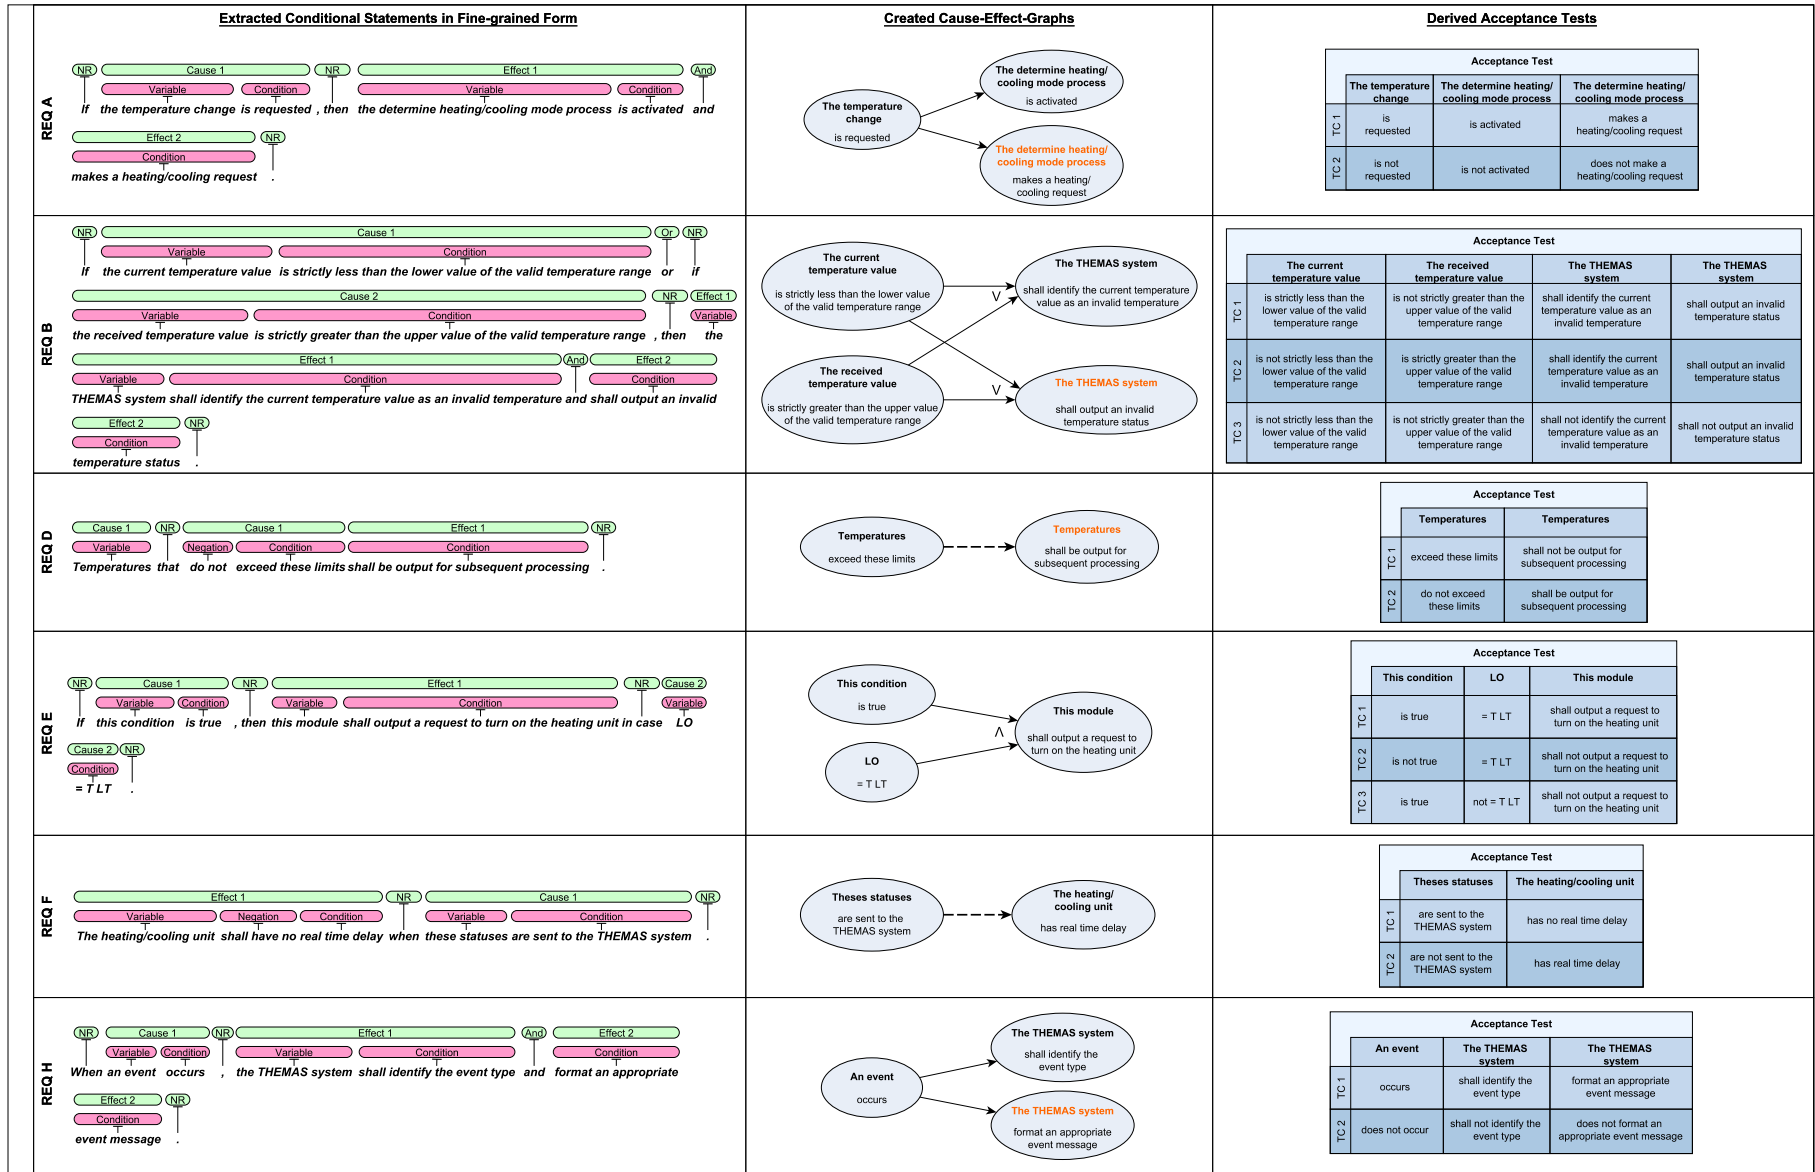 Extracted Conditional Statements in Fine-grained Form
Created Cause-Effect-Graphs
Derived Acceptance Tests
REQ A
NR Cause 1 NR Effect 1 And
Variable Condition Variable Condition
If the temperature change is requested , then the determine heating/cooling mode process is activated and
Effect 2 NR
Condition
makes a heating/cooling request .
The temperature
change
is requested
The determine heating/
cooling mode process
is activated
The determine heating/
cooling mode process
makes a heating/
cooling request
Acceptance Test
The temperature
change
The determine heating/
cooling mode process
The determine heating/
cooling mode process
TC 1
is
requested
is activated
makes a
heating/cooling request
TC 2
is not
requested
is not activated
does not make a
heating/cooling request
REQ B
NR Cause 1 Or NR
Variable Condition
If the current temperature value is strictly less than the lower value of the valid temperature range or if
Cause 2 NR Effect 1
Variable Condition Variable
the received temperature value is strictly greater than the upper value of the valid temperature range , then the
Effect 1 And Effect 2
Variable Condition Condition
THEMAS system shall identify the current temperature value as an invalid temperature and shall output an invalid
Effect 2 NR
Condition
temperature status .
The current
temperature value
is strictly less than the lower value
of the valid temperature range
The received
temperature value
is strictly greater than the upper value
of the valid temperature range
V
V
The THEMAS system
shall identify the current temperature
value as an invalid temperature
The THEMAS system
shall output an invalid
temperature status
Acceptance Test
The current
temperature value
The received
temperature value
The THEMAS
system
The THEMAS
system
TC 1
is strictly less than the
lower value of the valid
temperature range
is not strictly greater than the
upper value of the valid
temperature range
shall identify the current
temperature value as an
invalid temperature
shall output an invalid
temperature status
TC 2
is not strictly less than the
lower value of the valid
temperature range
is strictly greater than the
upper value of the valid
temperature range
shall identify the current
temperature value as an
invalid temperature
shall output an invalid
temperature status
TC 3
is not strictly less than the
lower value of the valid
temperature range
is not strictly greater than the
upper value of the valid
temperature range
shall not identify the current
temperature value as an
invalid temperature
shall not output an invalid
temperature status
REQ D
Cause 1 NR Cause 1 Effect 1 NR
Variable Negation Condition Condition
Temperatures that do not exceed these limits shall be output for subsequent processing .
Temperatures
exceed these limits
Temperatures
shall be output for
subsequent processing
Acceptance Test
Temperatures
Temperatures
TC 1
exceed these limits
shall not be output for
subsequent processing
TC 2
do not exceed
these limits
shall be output for
subsequent processing
REQ E
NR Cause 1 NR Effect 1 NR Cause 2
Variable Condition Variable Condition Variable
If this condition is true , then this module shall output a request to turn on the heating unit in case LO
Cause 2 NR
Condition
= T LT .
This condition
is true
LO
= T LT
Λ
This module
shall output a request to
turn on the heating unit
Acceptance Test
This condition
LO
This module
TC 1
is true
= T LT
shall output a request to
turn on the heating unit
TC 2
is not true
= T LT
shall not output a request to
turn on the heating unit
TC 3
is true
not = T LT
shall not output a request to
turn on the heating unit
REQ F
Effect 1 NR Cause 1 NR
Variable Negation Condition Variable Condition
The heating/cooling unit shall have no real time delay when these statuses are sent to the THEMAS system .
Theses statuses
are sent to the
THEMAS system
The heating/
cooling unit
has real time delay
Acceptance Test
Theses statuses
The heating/cooling unit
TC 1
are sent to the
THEMAS system
has no real time delay
TC 2
are not sent to the
THEMAS system
has real time delay
REQ H
NR Cause 1 NR Effect 1 And Effect 2
Variable Condition Variable Condition Condition
When an event occurs , the THEMAS system shall identify the event type and format an appropriate
Effect 2 NR
Condition
event message .
An event
occurs
The THEMAS system
shall identify the
event type
The THEMAS system
format an appropriate
event message
Acceptance Test
An event
The THEMAS
system
The THEMAS
system
TC 1
occurs
shall identify the
event type
format an appropriate
event message
TC 2
does not occur
shall not identify the
event type
does not format an
appropriate event message